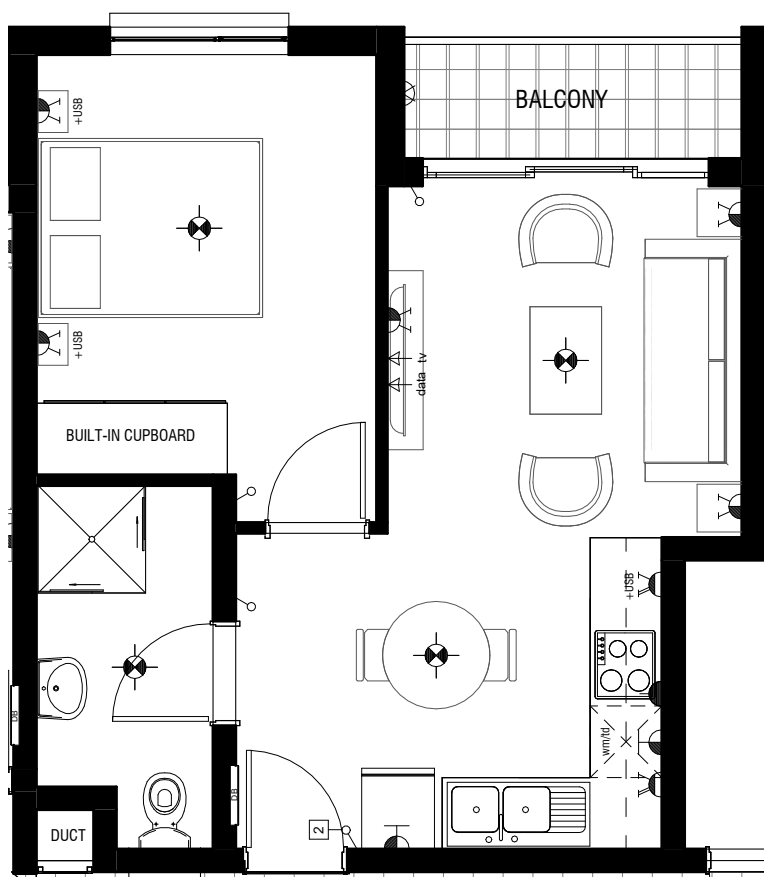 BALCONY
+USB
+USB
data tv
BUILT-IN CUPBOARD
+USB
wm/td
DB
DB
2
DUCT